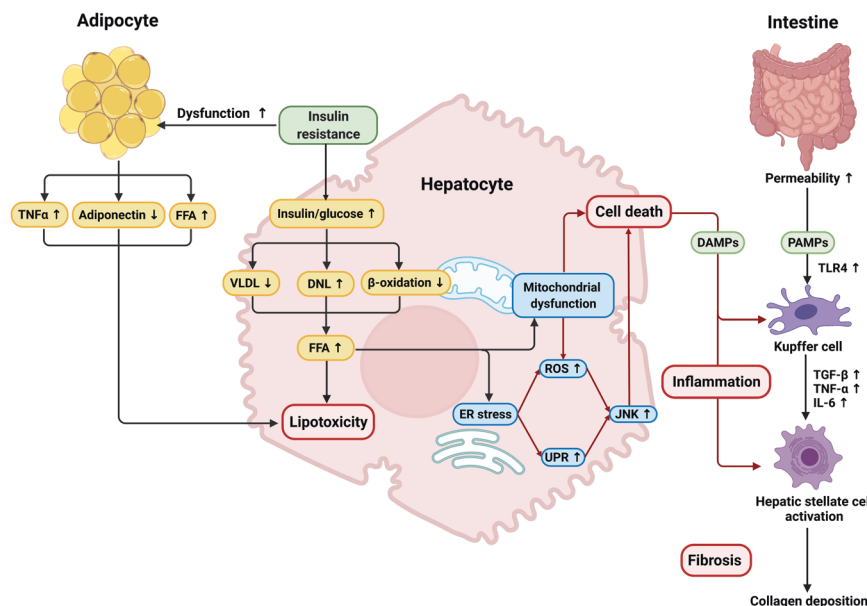 Adipocyte
Intestine
Dysfunction ↑
Insulin
resistance
Hepatocyte
Permeability ↑
TNFα ↑
Adiponectin ↓
FFA ↑
Insulin/glucose ↑
Cell death
DAMPs
PAMPs
TLR4 ↑
VLDL ↓
DNL ↑
β-oxidation ↓
Mitochondrial
dysfunction
Kupffer cell
FFA ↑
ROS ↑
Inflammation
TGF-β ↑
TNF-α ↑
IL-6 ↑
Lipotoxicity
ER stress
JNK ↑
UPR ↑
Hepatic stellate cel
activation
Fibrosis
Collagen deposition